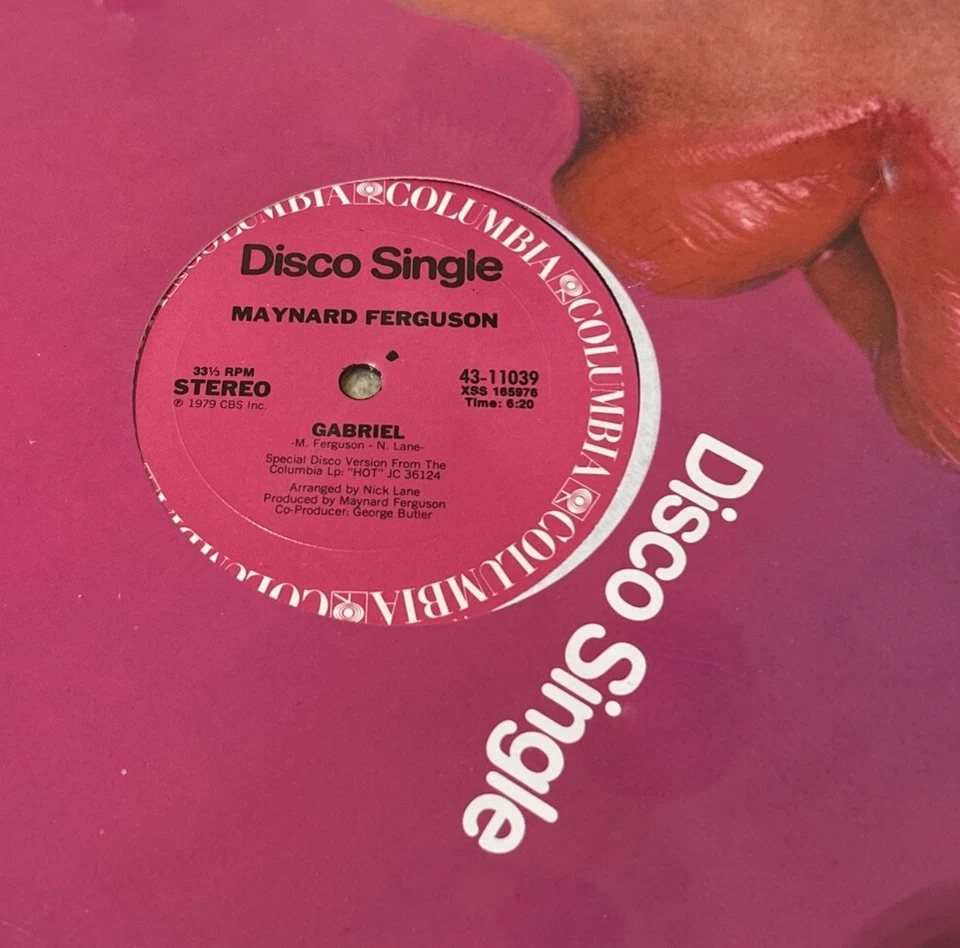 COLUMBIA COLUMBIA COLUMBIA COLUMBIA COLUMBIA
Disco Single
MAYNARD FERGUSON
33⅓ RPM
STEREO
℗ 1979 CBS Inc.
43-11039
XSS 165976
Time: 6:20
GABRIEL
-M. Ferguson - N. Lane-
Special Disco Version From The
Columbia Lp: "HOT" JC 36124
Arranged by Nick Lane
Produced by Maynard Ferguson
Co-Producer: George Butler
Disco Single